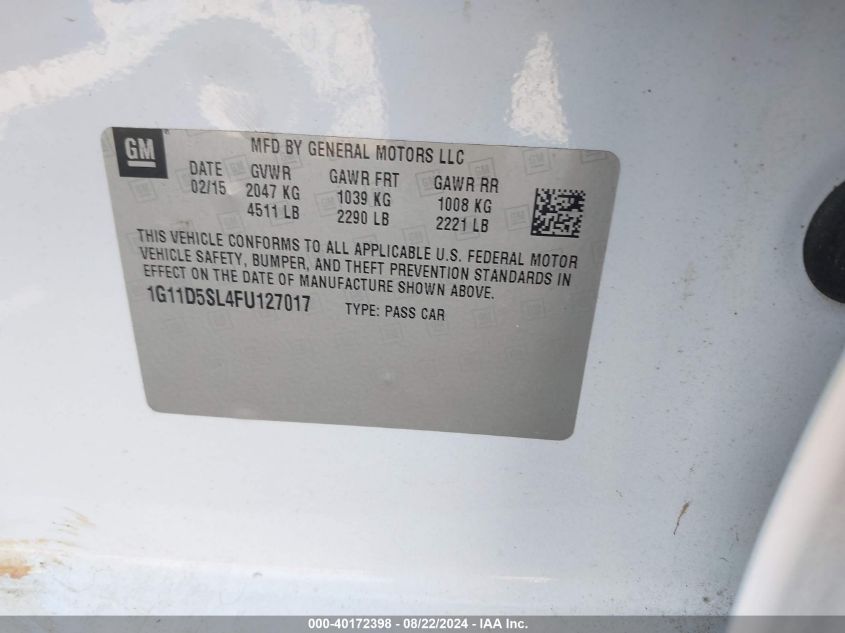 GM
MFD BY GENERAL MOTORS LLC
DATE GVWR GAWR FRT GAWR RR
02/15 2047 KG 1039 KG 1008 KG
4511 LB 2290 LB 2221 LB
THIS VEHICLE CONFORMS TO ALL APPLICABLE U.S. FEDERAL MOTOR
VEHICLE SAFETY, BUMPER, AND THEFT PREVENTION STANDARDS IN
EFFECT ON THE DATE OF MANUFACTURE SHOWN ABOVE.
1G11D5SL4FU127017 TYPE: PASS CAR
000-40172398 - 08/22/2024 - IAA Inc.